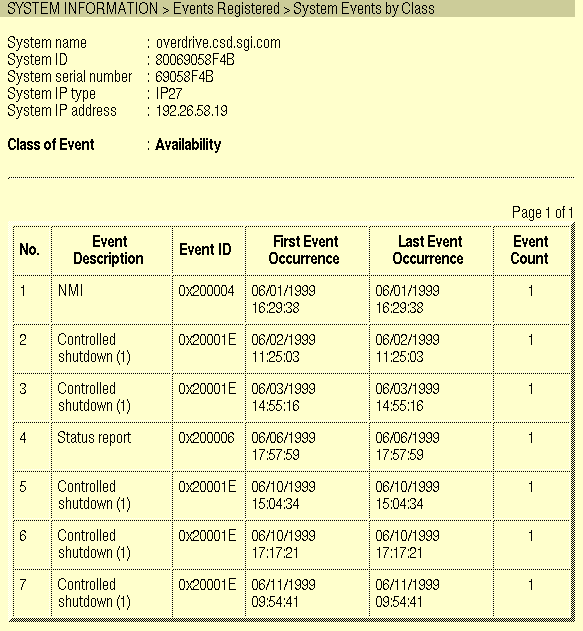 SYSTEM INFORMATION > Events Registered > System Events by Class
System name : overdrive.csd.sgi.com
System ID : 80069058F4B
System serial number : 69058F4B
System IP type : IP27
System IP address : 192.26.58.19
Class of Event : Availability
Page 1 of 1
No. Event Description Event ID First Event Occurrence Last Event Occurrence Event Count
1 NMI 0x200004 06/01/1999 06/01/1999 1
16:29:38 16:29:38
2 Controlled 0x20001E 06/02/1999 06/02/1999 1
shutdown (1) 11:25:03 11:25:03
3 Controlled 0x20001E 06/03/1999 06/03/1999 1
shutdown (1) 14:55:16 14:55:16
4 Status report 0x200006 06/06/1999 06/06/1999 1
17:57:59 17:57:59
5 Controlled 0x20001E 06/10/1999 06/10/1999 1
shutdown (1) 15:04:34 15:04:34
6 Controlled 0x20001E 06/10/1999 06/10/1999 1
shutdown (1) 17:17:21 17:17:21
7 Controlled 0x20001E 06/11/1999 06/11/1999 1
shutdown (1) 09:54:41 09:54:41